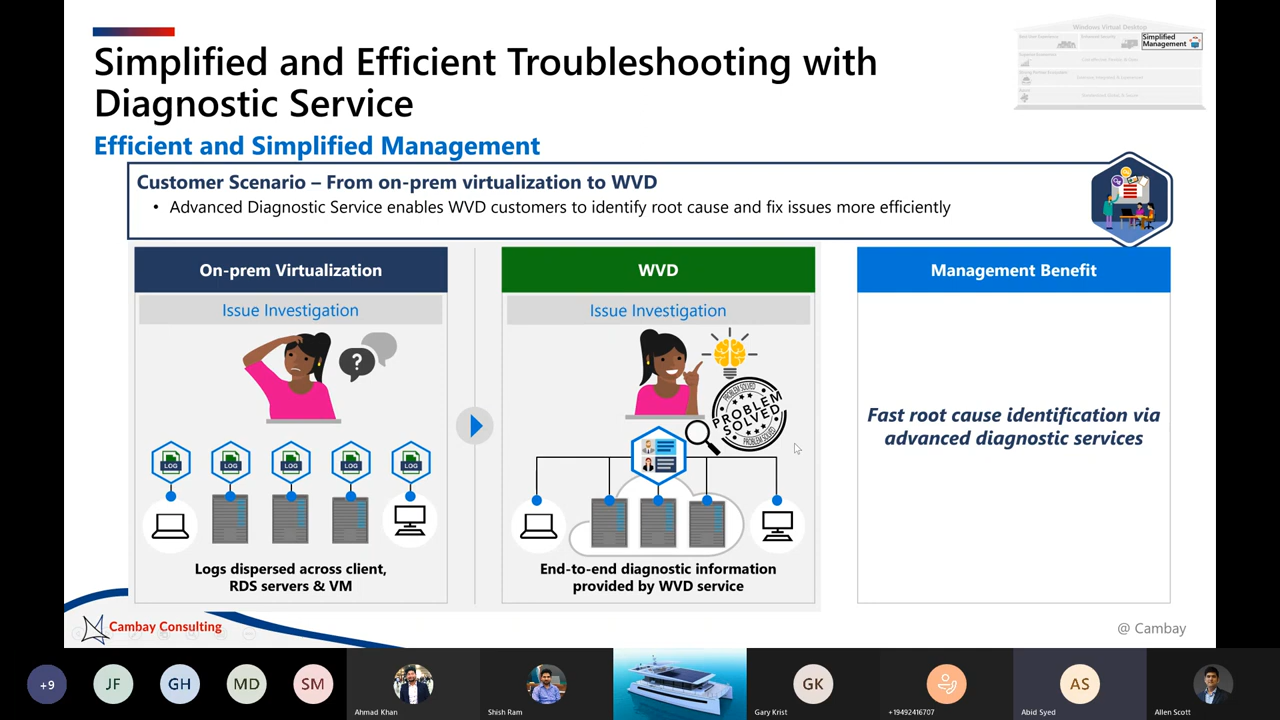 Simplified and Efficient Troubleshooting with
Diagnostic Service
Efficient and Simplified Management
Windows Virtual Desktop
Simplified
Management
Customer Scenario – From on-prem virtualization to WVD
• Advanced Diagnostic Service enables WVD customers to identify root cause and fix issues more efficiently
On-prem Virtualization
Issue Investigation
?
LOG
LOG
LOG
LOG
LOG
Logs dispersed across client,
RDS servers & VM
WVD
Issue Investigation
PROBLEM SOLVED
PROBLEM
SOLVED
PROBLEM SOLVED
End-to-end diagnostic information
provided by WVD service
Management Benefit
Fast root cause identification via
advanced diagnostic services
Cambay Consulting
@ Cambay
+9
JF
GH
MD
SM
Ahmad Khan
Shish Ram
GK
Gary Krist
+19492416707
AS
Abid Syed
Allen Scott